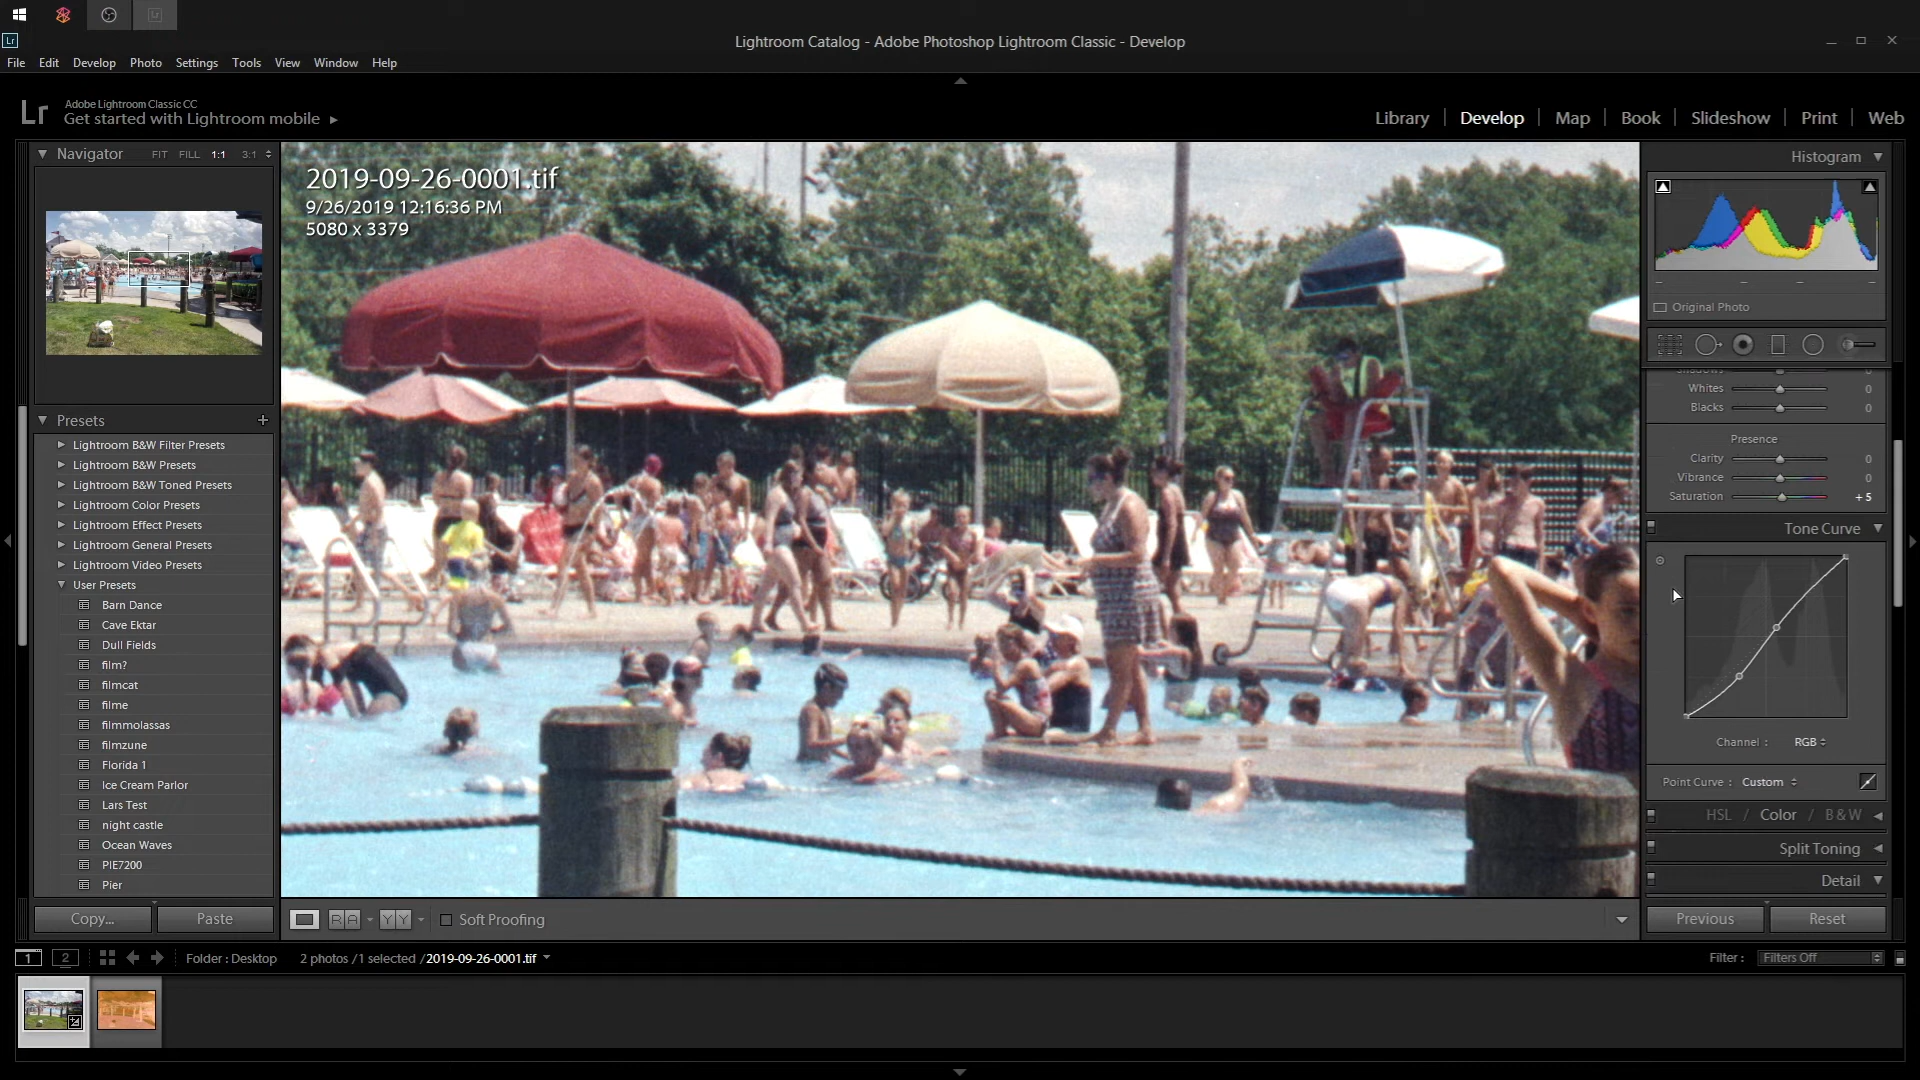 Lr
Lightroom Catalog - Adobe Photoshop Lightroom Classic - Develop
File Edit Develop Photo Settings Tools View Window Help
Lr
Adobe Lightroom Classic CC
Get started with Lightroom mobile
Library Develop Map Book Slideshow Print Web
Navigator FIT FILL 1:1 3:1
2019-09-26-0001.tif
9/26/2019 12:16:36 PM
5080 x 3379
Presets +
Lightroom B&W Filter Presets
Lightroom B&W Presets
Lightroom B&W Toned Presets
Lightroom Color Presets
Lightroom Effect Presets
Lightroom General Presets
Lightroom Video Presets
User Presets
Barn Dance
Cave Ektar
Dull Fields
film?
filmcat
filme
filmmolassas
filmzune
Florida 1
Ice Cream Parlor
Lars Test
night castle
Ocean Waves
PIE7200
Pier
Copy... Paste
Histogram
Original Photo
Shadows 0
Whites 0
Blacks 0
Presence
Clarity 0
Vibrance 0
Saturation + 5
Tone Curve
Channel : RGB
Point Curve : Custom
HSL / Color / B & W
Split Toning
Detail
Previous Reset
R A Y Y Soft Proofing
1 2 Folder : Desktop 2 photos / 1 selected / 2019-09-26-0001.tif Filter : Filters Off